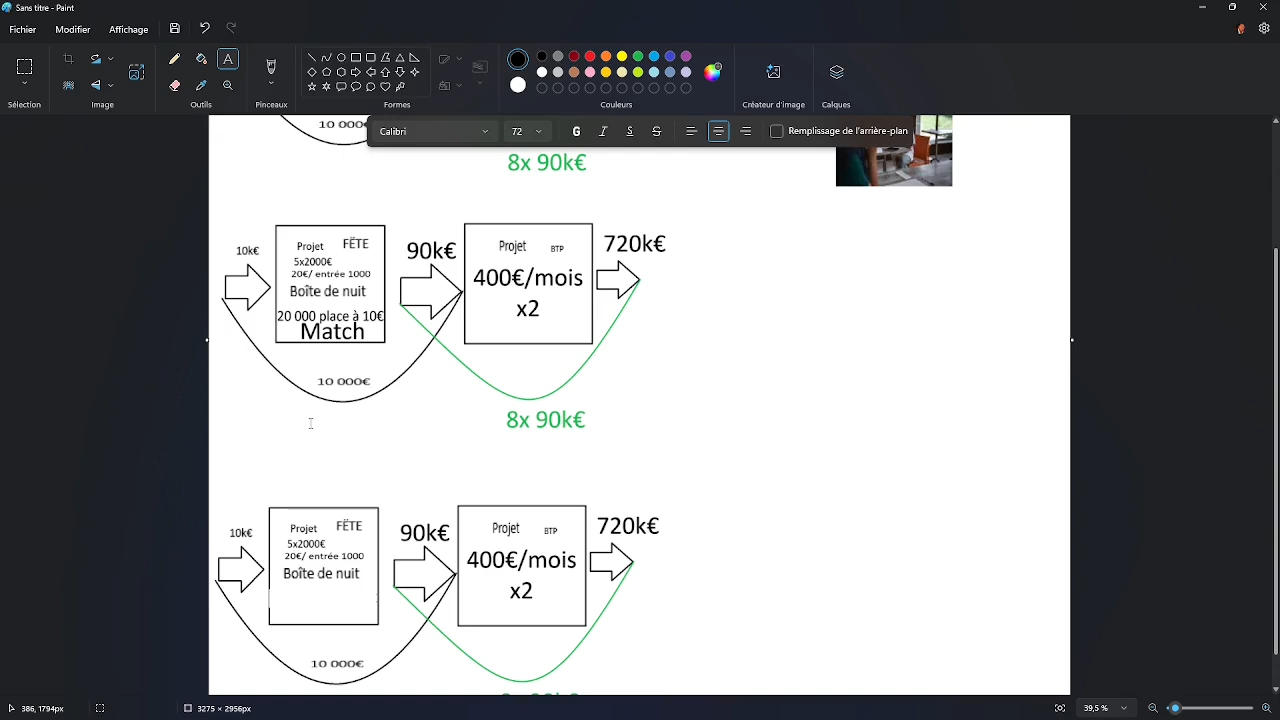 Sans titre - Paint
Fichier Modifier Affichage
Calibri 72 G I S S Remplissage de l'arrière-plan
Sélection Image Outils Pinceaux Formes Couleurs Créateur d'image Calques
10 000€
8x 90k€
10k€
Projet FËTE
5x2000€
20€/ entrée 1000
Boîte de nuit
20 000 place à 10€
Match
90k€
Projet BTP
400€/mois
x2
720k€
10 000€
8x 90k€
10k€
Projet FËTE
5x2000€
20€/ entrée 1000
Boîte de nuit
90k€
Projet BTP
400€/mois
x2
720k€
10 000€
386, 1794px 3275 × 2956px 39,5 %